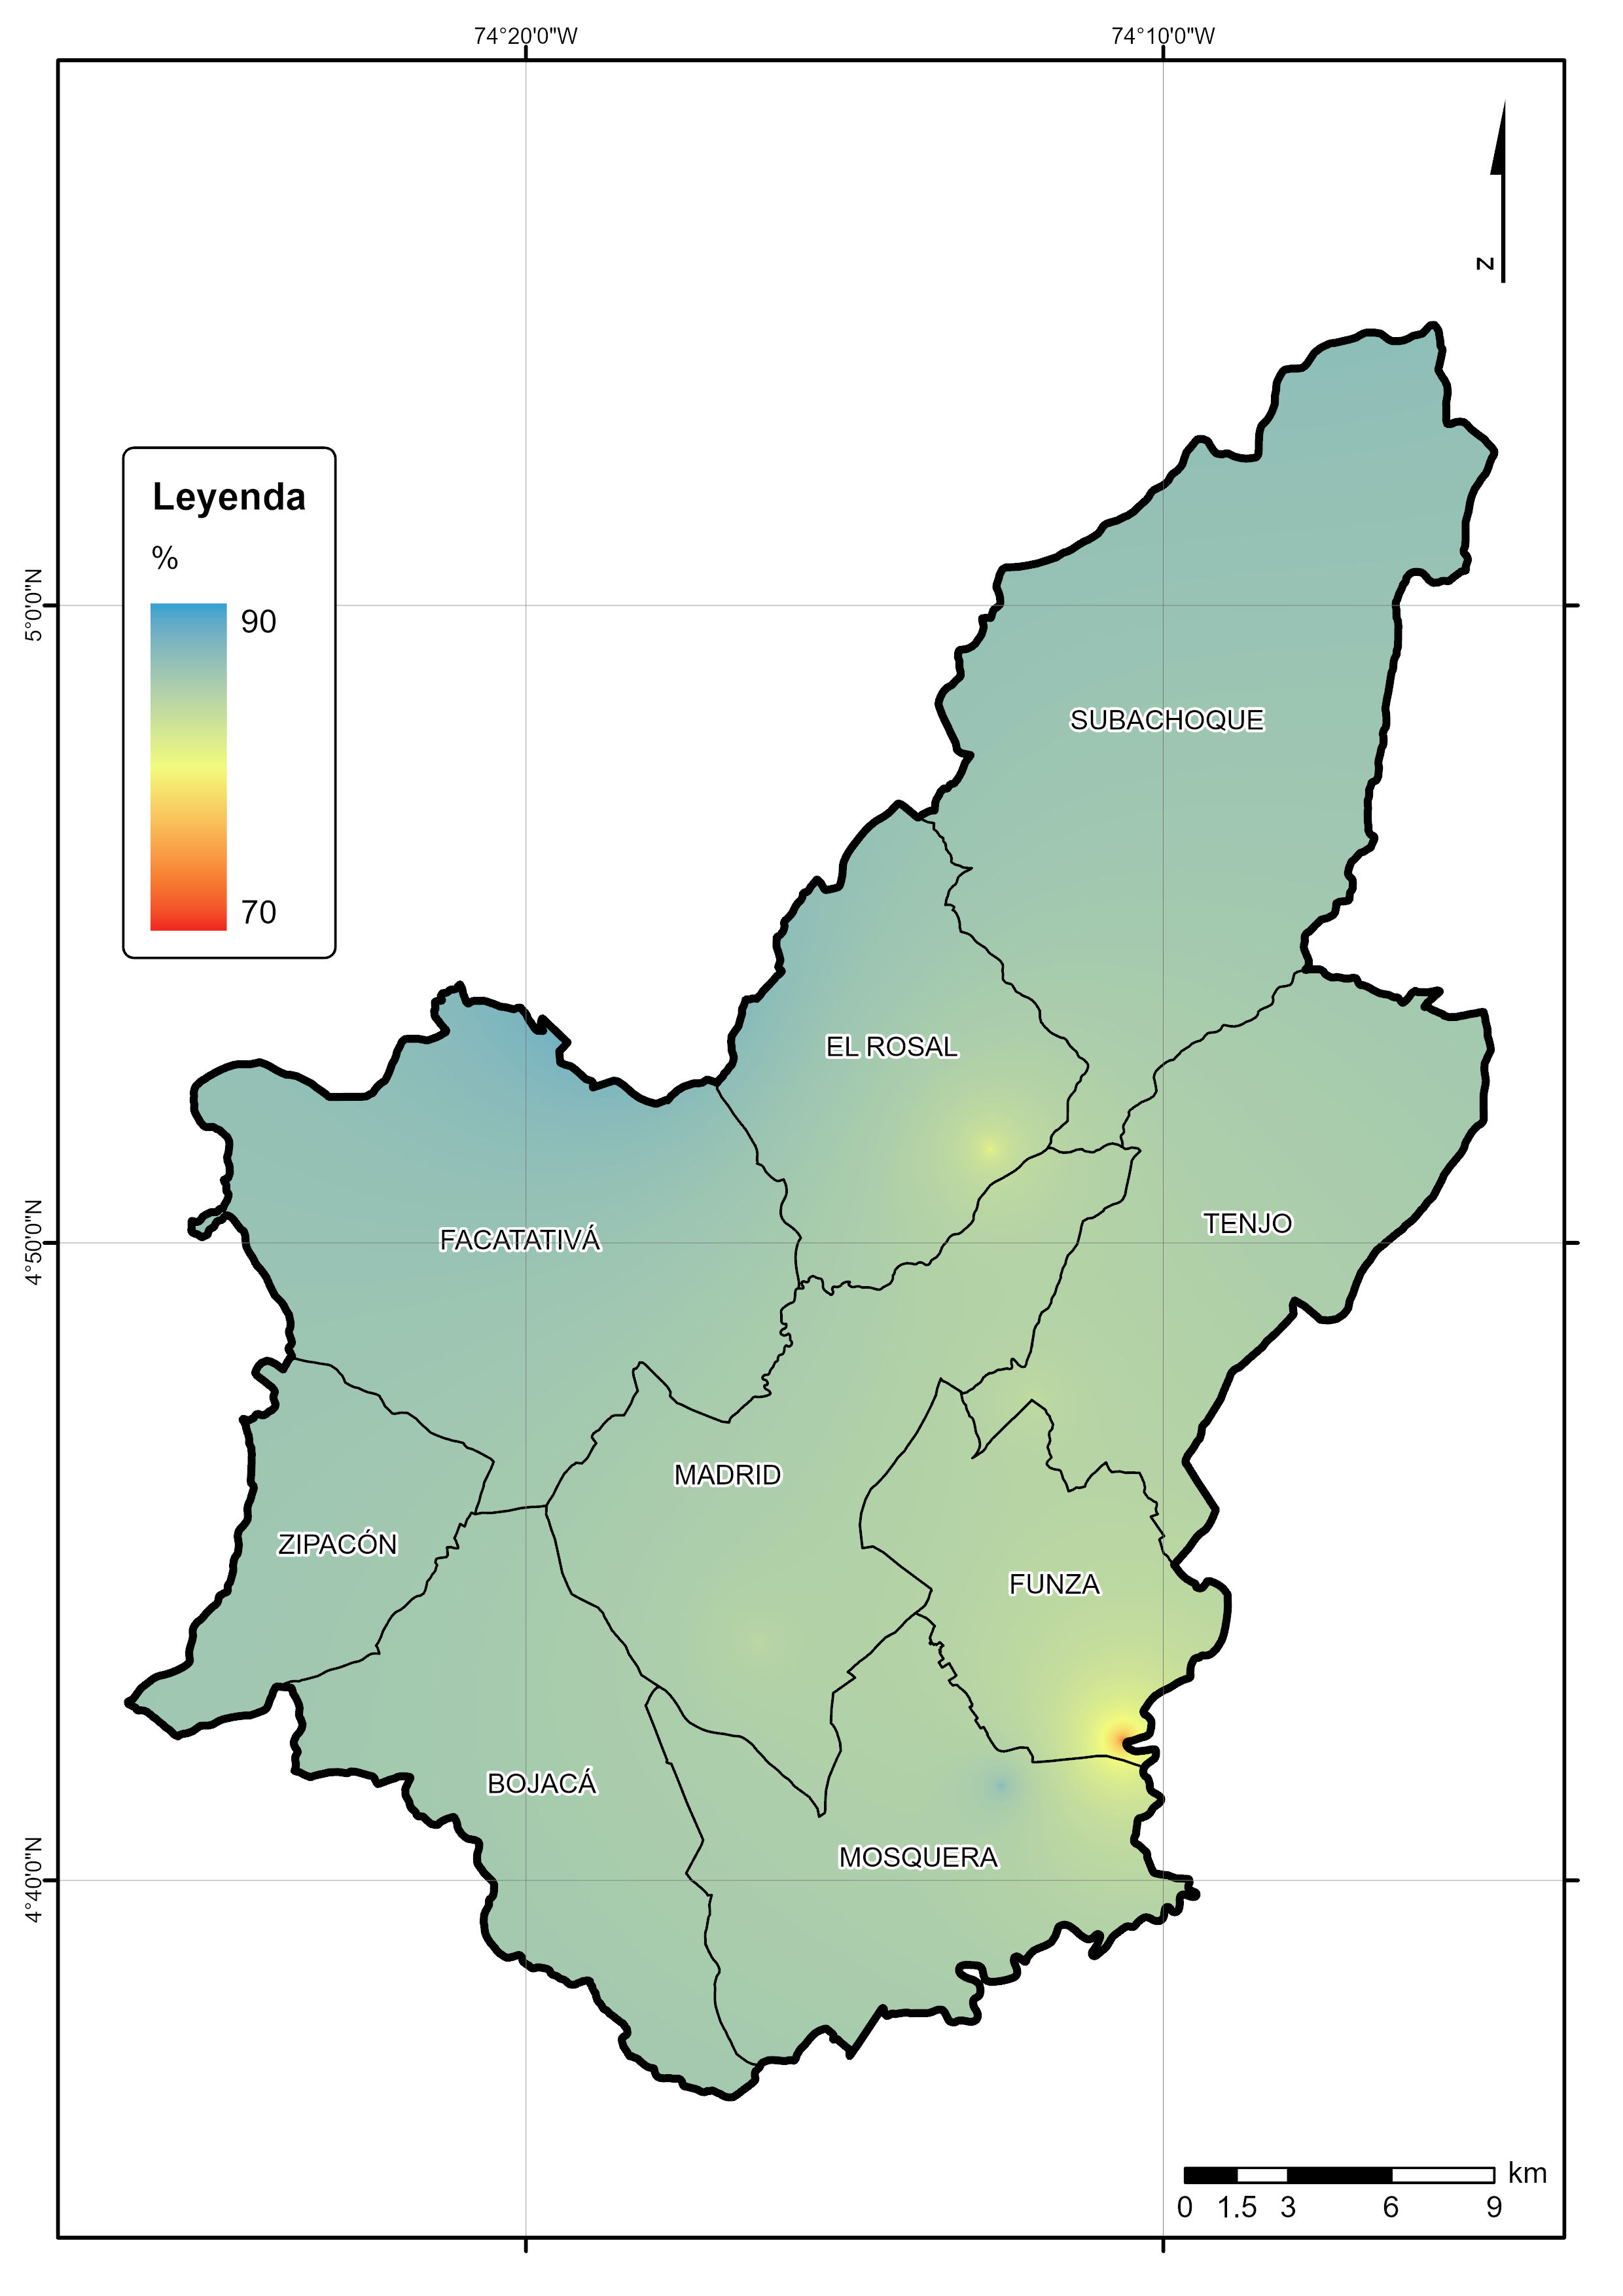 74°20'0"W
74°10'0"W
N
Leyenda
%
90
70
5°0'0"N
4°50'0"N
4°40'0"N
SUBACHOQUE
EL ROSAL
TENJO
FACATATIVÁ
MADRID
ZIPACÓN
FUNZA
BOJACÁ
MOSQUERA
km
0 1.5 3 6 9